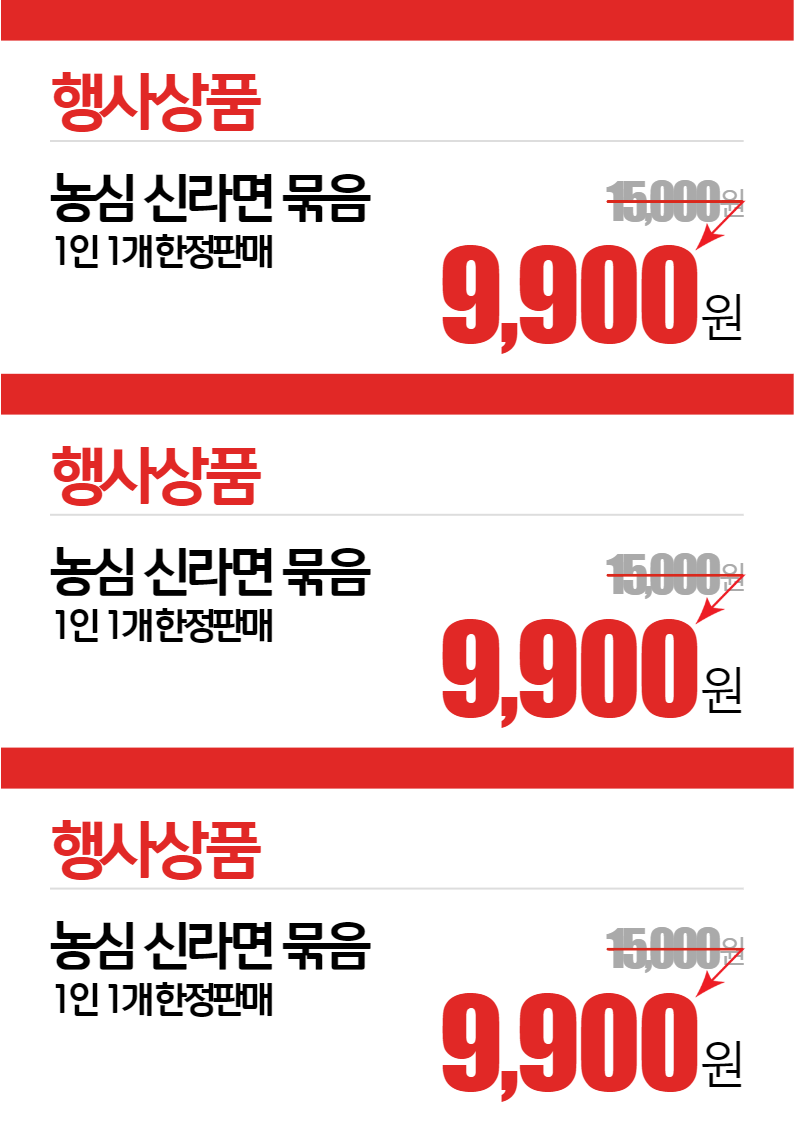 행사상품
농심 신라면 묶음
15,000원
1인 1개 한정판매
9,900원
행사상품
농심 신라면 묶음
15,000원
1인 1개 한정판매
9,900원
행사상품
농심 신라면 묶음
15,000원
1인 1개 한정판매
9,900원